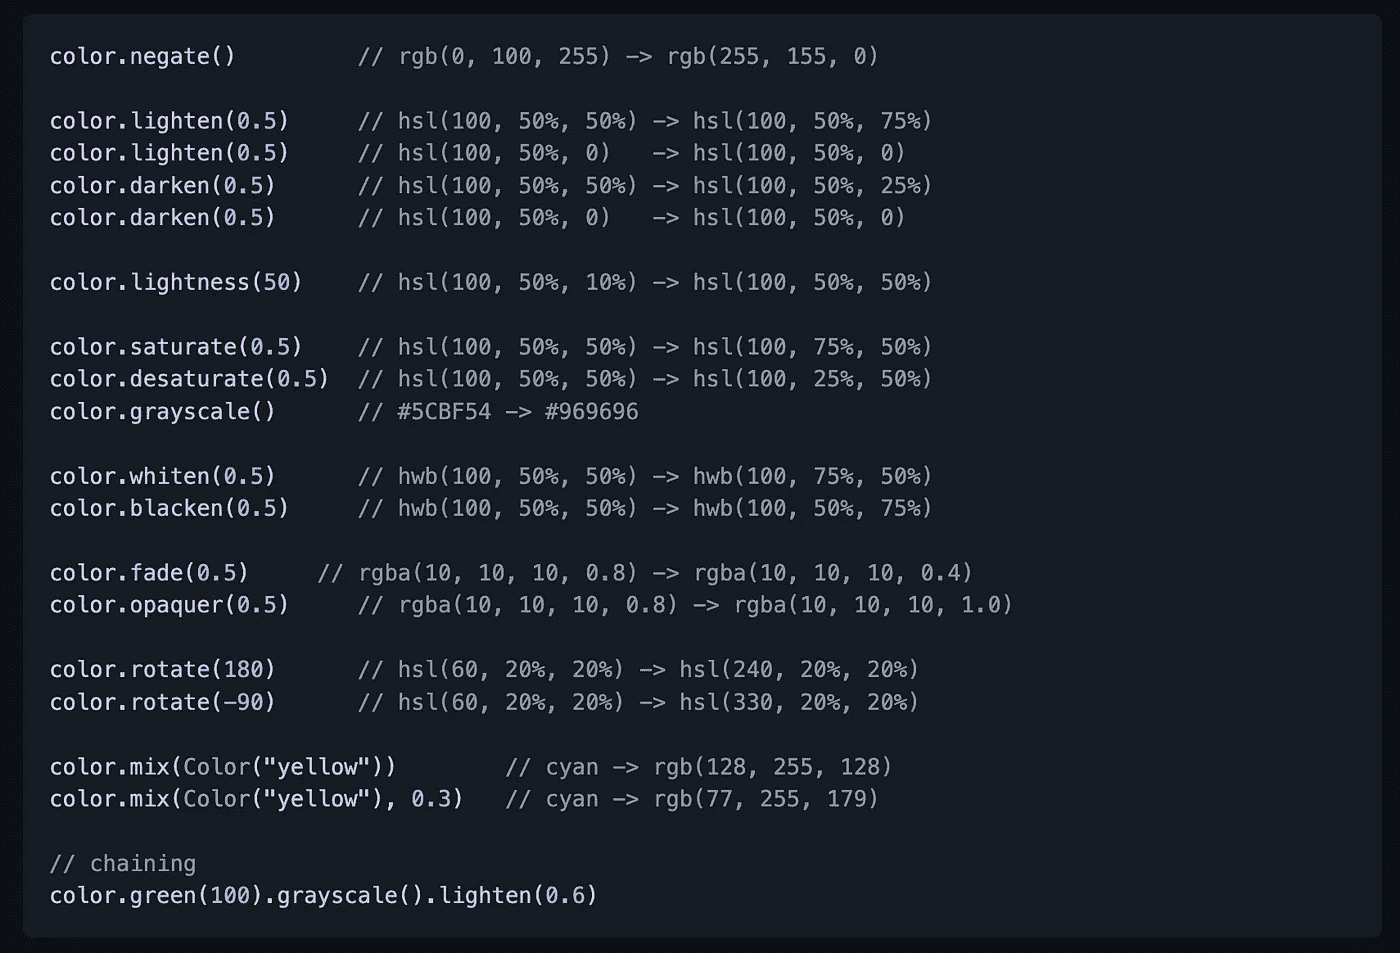 color.negate()         // rgb(0, 100, 255) -> rgb(255, 155, 0)
color.lighten(0.5)     // hsl(100, 50%, 50%) -> hsl(100, 50%, 75%)
color.lighten(0.5)     // hsl(100, 50%, 0)   -> hsl(100, 50%, 0)
color.darken(0.5)      // hsl(100, 50%, 50%) -> hsl(100, 50%, 25%)
color.darken(0.5)      // hsl(100, 50%, 0)   -> hsl(100, 50%, 0)
color.lightness(50)    // hsl(100, 50%, 10%) -> hsl(100, 50%, 50%)
color.saturate(0.5)    // hsl(100, 50%, 50%) -> hsl(100, 75%, 50%)
color.desaturate(0.5)  // hsl(100, 50%, 50%) -> hsl(100, 25%, 50%)
color.grayscale()      // #5CBF54 -> #969696
color.whiten(0.5)      // hwb(100, 50%, 50%) -> hwb(100, 75%, 50%)
color.blacken(0.5)     // hwb(100, 50%, 50%) -> hwb(100, 50%, 75%)
color.fade(0.5)     // rgba(10, 10, 10, 0.8) -> rgba(10, 10, 10, 0.4)
color.opaquer(0.5)     // rgba(10, 10, 10, 0.8) -> rgba(10, 10, 10, 1.0)
color.rotate(180)      // hsl(60, 20%, 20%) -> hsl(240, 20%, 20%)
color.rotate(-90)      // hsl(60, 20%, 20%) -> hsl(330, 20%, 20%)
color.mix(Color("yellow"))        // cyan -> rgb(128, 255, 128)
color.mix(Color("yellow"), 0.3)   // cyan -> rgb(77, 255, 179)
// chaining
color.green(100).grayscale().lighten(0.6)